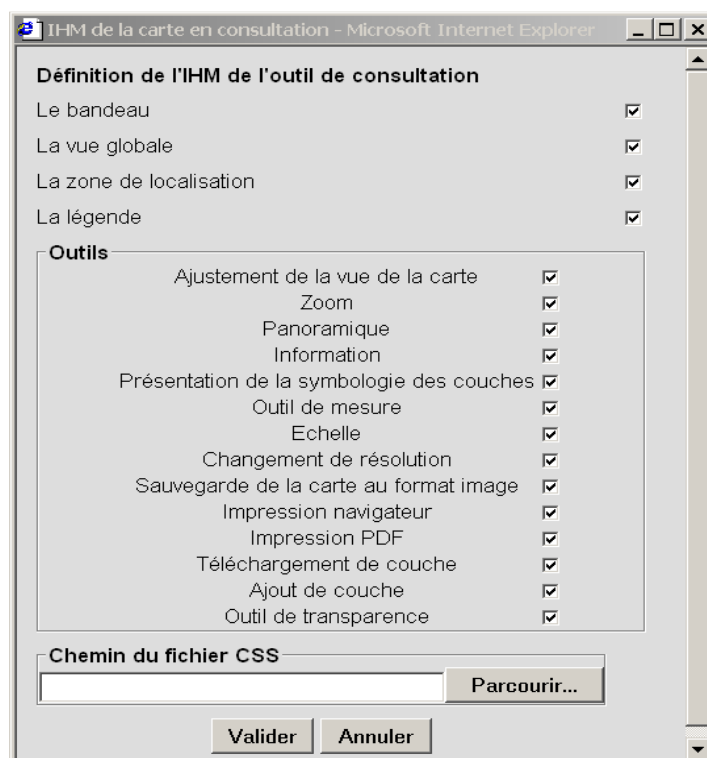 IHM de la carte en consultation - Microsoft Internet Explorer
Définition de l'IHM de l'outil de consultation
Le bandeau
La vue globale
La zone de localisation
La légende
Outils
Ajustement de la vue de la carte
Zoom
Panoramique
Information
Présentation de la symbologie des couches
Outil de mesure
Echelle
Changement de résolution
Sauvegarde de la carte au format image
Impression navigateur
Impression PDF
Téléchargement de couche
Ajout de couche
Outil de transparence
Chemin du fichier CSS
Parcourir...
Valider Annuler